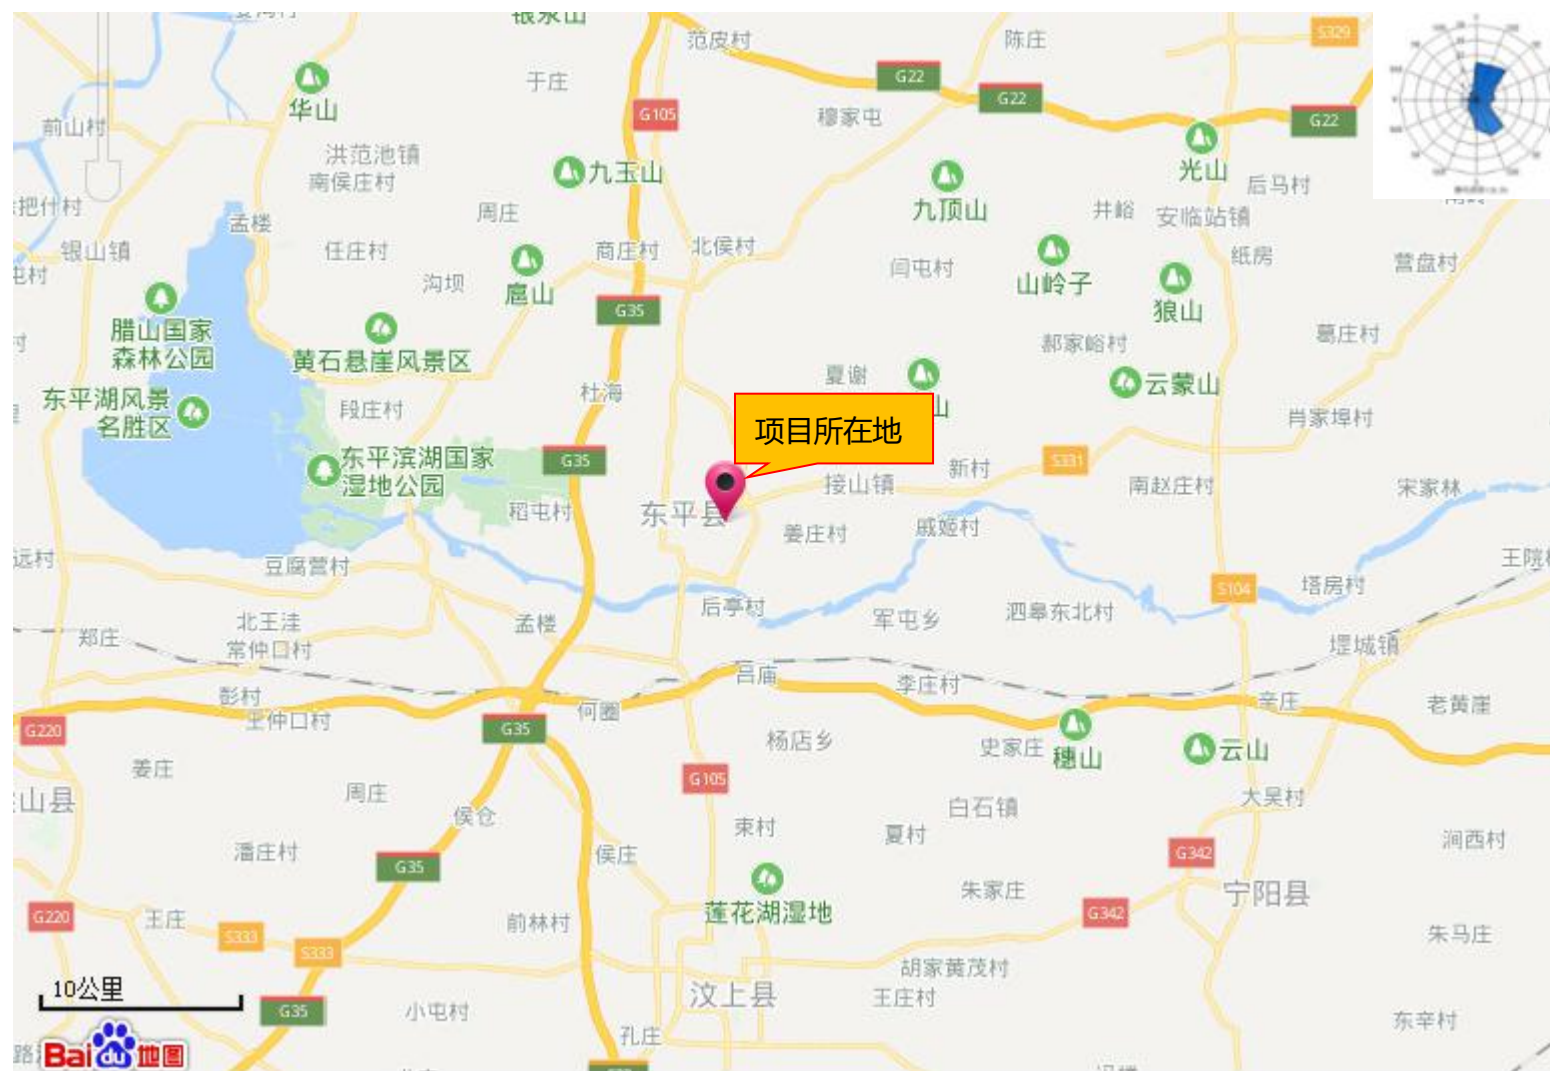 银泉山
范皮村
陈庄
S329
于庄
G22
G22
G22
华山
G105
穆家屯
前山村
洪范池镇
南侯庄村
九玉山
光山
后马村
九顶山
井峪
安临站镇
周庄
孟楼
任庄村
银山镇
商庄村
北侯村
闫屯村
纸房
营盘村
屯村
沟坝
扈山
山岭子
狼山
G35
腊山国家
森林公园
黄石悬崖风景区
郝家峪村
葛庄村
夏谢
云蒙山
杜海
东平湖风景
名胜区
段庄村
山
肖家埠村
项目所在地
东平滨湖国家
湿地公园
G35
S331
新村
接山镇
南赵庄村
宋家林
稻屯村
东平县
姜庄村
戚姬村
远村
豆腐营村
王院
塔房村
S104
后亭村
军屯乡
泗皋东北村
北王洼
孟楼
郑庄
常仲口村
堽城镇
吕庙
李庄村
彭村
王仲口村
何圈
辛庄
老黄崖
G220
G35
杨店乡
史家庄
穗山
云山
姜庄
G105
周庄
山县
侯仓
白石镇
大吴村
束村
夏村
涧西村
潘庄村
侯庄
G342
G35
朱家庄
宁阳县
G220
王庄
前林村
莲花湖湿地
G342
S333
S333
朱马庄
胡家黄茂村
10公里
汶上县
王庄村
G35
小屯村
东辛村
孔庄
路
Bai du 地图